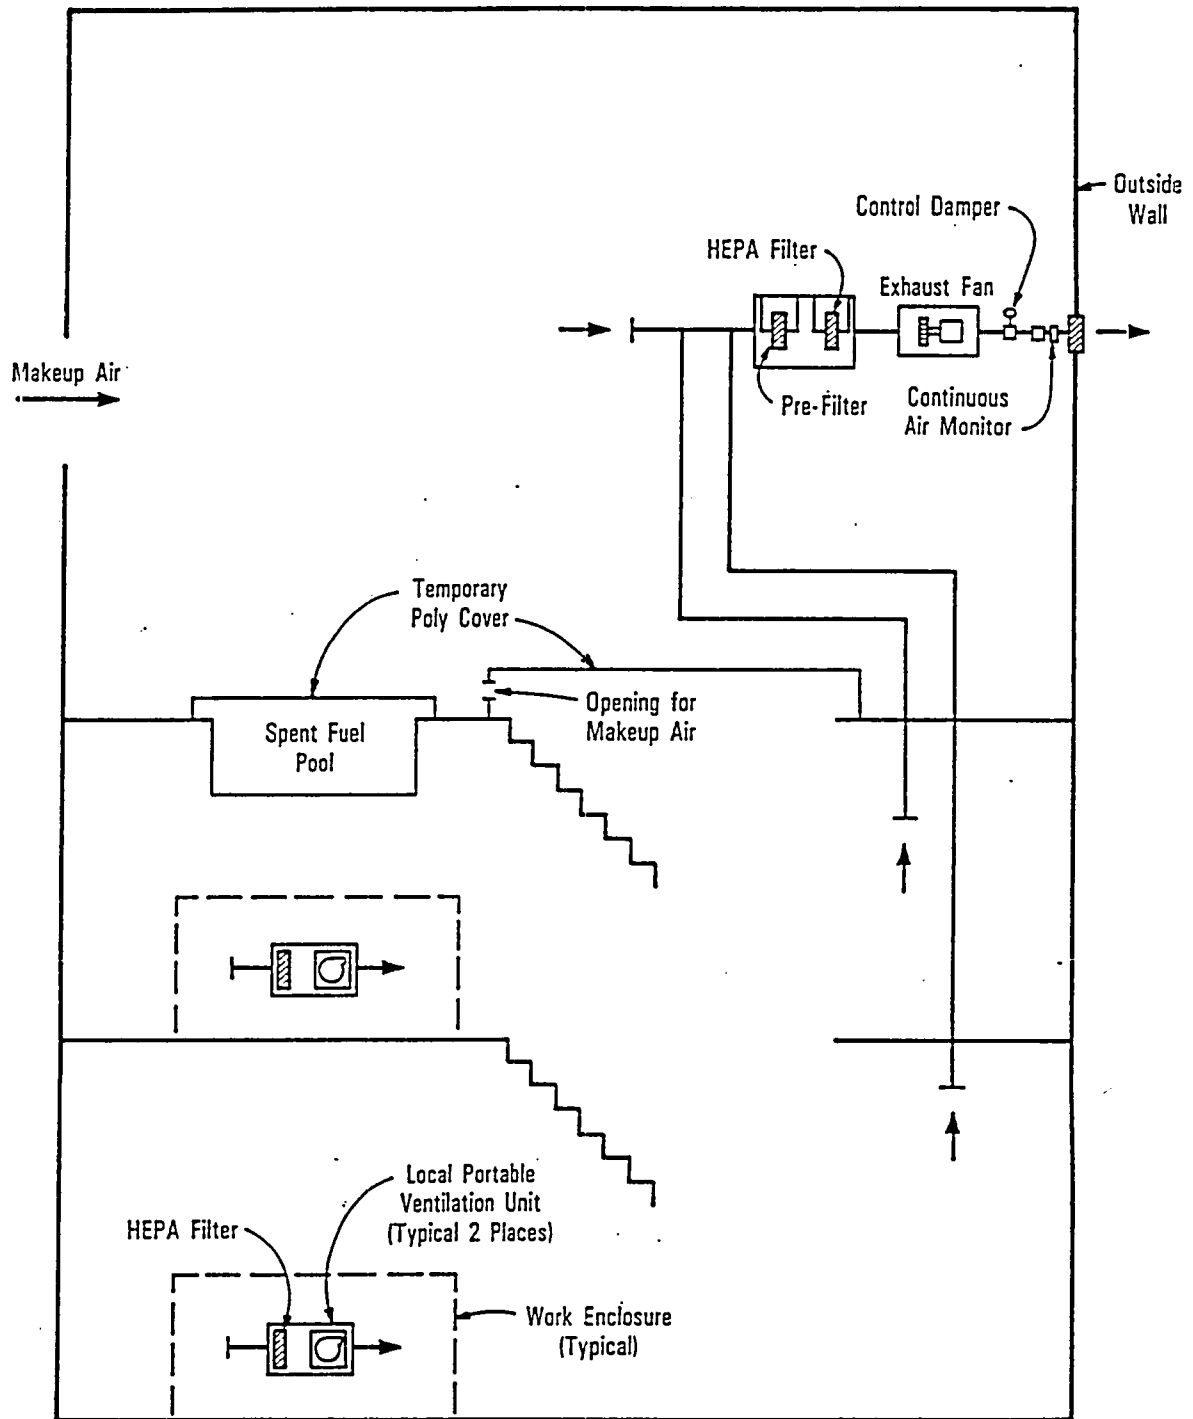 Outside
Wall
Control Damper
HEPA Filter
Exhaust Fan
Makeup Air
Pre-Filter
Continuous
Air Monitor
Temporary
Poly Cover
Opening for
Makeup Air
Spent Fuel
Pool
Local Portable
Ventilation Unit
(Typical 2 Places)
HEPA Filter
Work Enclosure
(Typical)